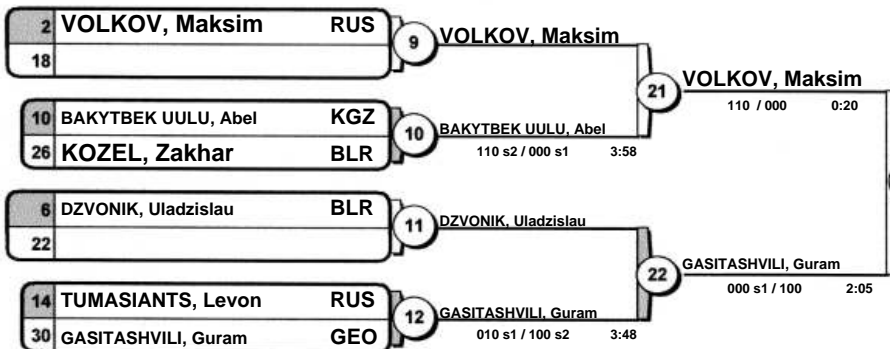 2 VOLKOV, Maksim RUS
18
9 VOLKOV, Maksim
10 BAKYTBEK UULU, Abel KGZ
26 KOZEL, Zakhar BLR
10 BAKYTBEK UULU, Abel
110 s2 / 000 s1 3:58
21 VOLKOV, Maksim
110 / 000 0:20
6 DZVONIK, Uladzislau BLR
22
11 DZVONIK, Uladzislau
14 TUMASIANTS, Levon RUS
30 GASITASHVILI, Guram GEO
12 GASITASHVILI, Guram
010 s1 / 100 s2 3:48
22 GASITASHVILI, Guram
000 s1 / 100 2:05